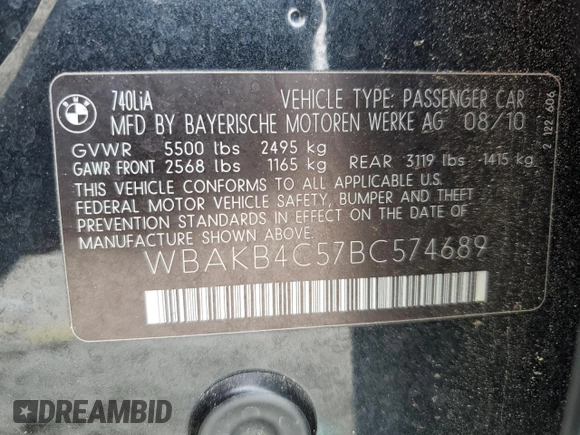 BMW
740LiA VEHICLE TYPE: PASSENGER CAR
MFD BY BAYERISCHE MOTOREN WERKE AG 08/10
GVWR 5500 lbs 2495 kg
GAWR FRONT 2568 lbs 1165 kg REAR 3119 lbs 1415 kg
THIS VEHICLE CONFORMS TO ALL APPLICABLE U.S.
FEDERAL MOTOR VEHICLE SAFETY, BUMPER AND THEFT
PREVENTION STANDARDS IN EFFECT ON THE DATE OF
MANUFACTURE SHOWN ABOVE.
WBAKB4C57BC574689
2 122 606
DREAMBID